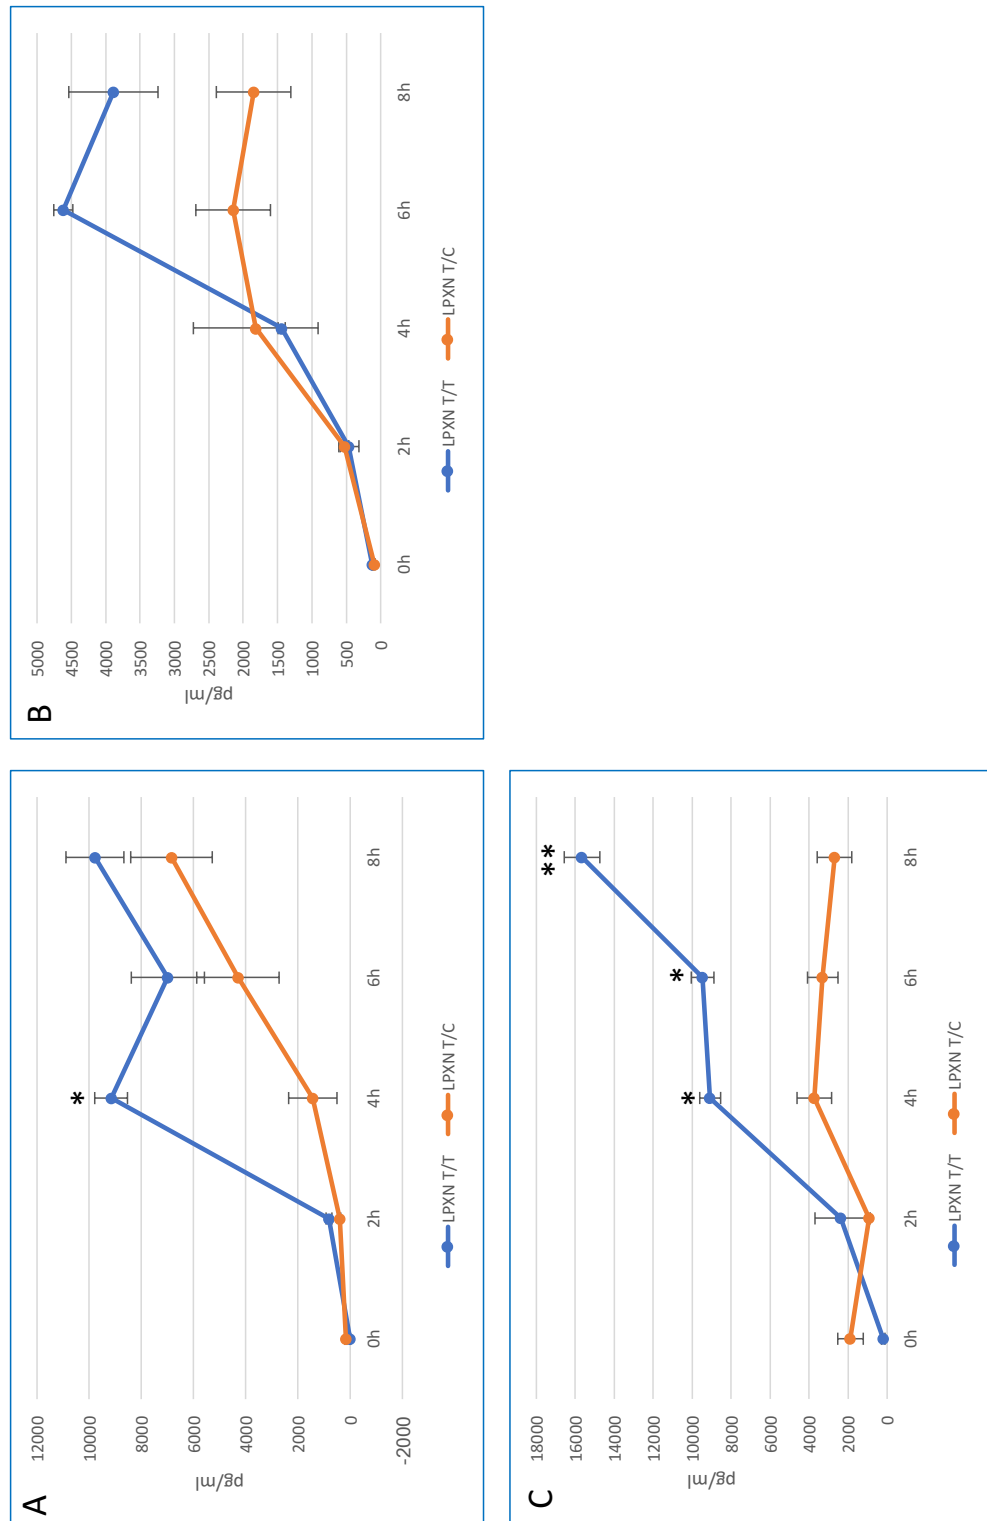 A
12000
10000
8000
6000
4000
2000
0
-2000
pg/ml
*
0h
2h
4h
6h
8h
LPXN T/T LPXN T/C
B
5000
4500
4000
3500
3000
2500
2000
1500
1000
500
0
pg/ml
0h
2h
4h
6h
8h
LPXN T/T LPXN T/C
C
18000
16000
14000
12000
10000
8000
6000
4000
2000
0
pg/ml
*
*
**
0h
2h
4h
6h
8h
LPXN T/T LPXN T/C